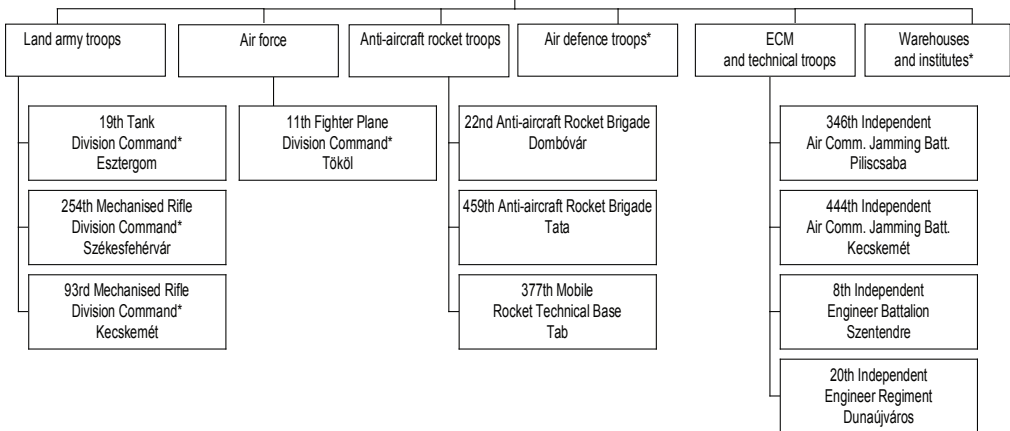 Land army troops
Air force
Anti-aircraft rocket troops
Air defence troops*
ECM
and technical troops
Warehouses
and institutes*
19th Tank
Division Command*
Esztergom
254th Mechanised Rifle
Division Command*
Székesfehérvár
93rd Mechanised Rifle
Division Command*
Kecskemét
11th Fighter Plane
Division Command*
Tököl
22nd Anti-aircraft Rocket Brigade
Dombóvár
459th Anti-aircraft Rocket Brigade
Tata
377th Mobile
Rocket Technical Base
Tab
346th Independent
Air Comm. Jamming Batt.
Piliscsaba
444th Independent
Air Comm. Jamming Batt.
Kecskemét
8th Independent
Engineer Battalion
Szentendre
20th Independent
Engineer Regiment
Dunaújváros